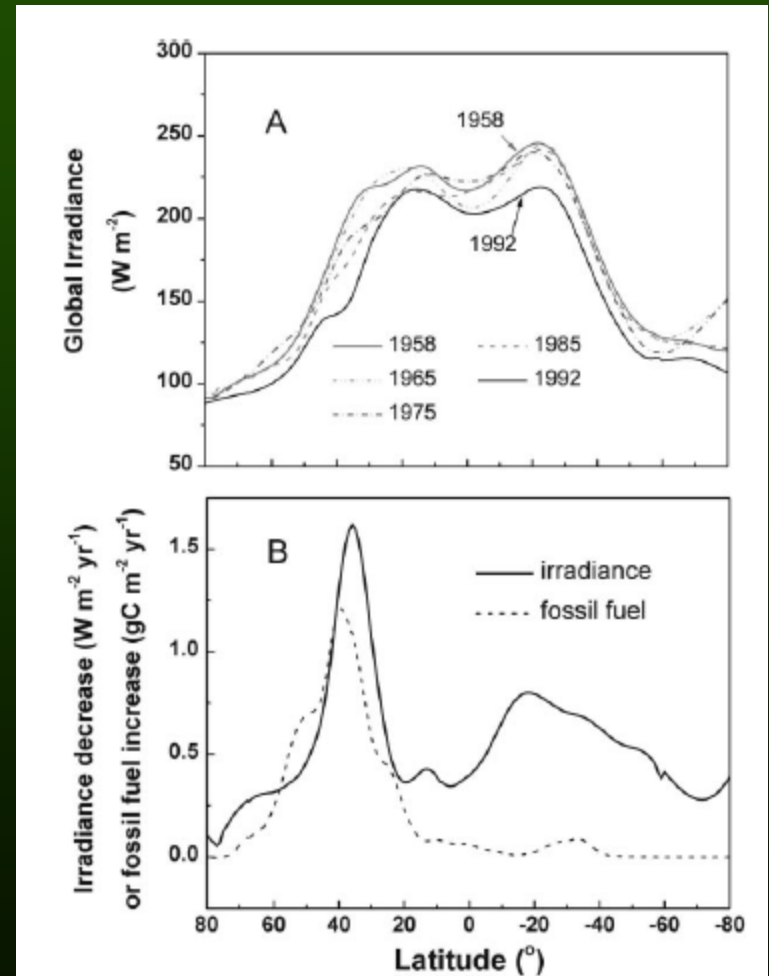 300
250
200
150
100
50
Global Irradiance
(W m⁻²)
A
1958
1992
1958
1965
1975
1985
1992
1.5
1.0
0.5
0.0
Irradiance decrease (W m⁻² yr⁻¹)
or fossil fuel increase (gC m⁻² yr⁻¹)
B
irradiance
fossil fuel
80 60 40 20 0 -20 -40 -60 -80
Latitude (°)